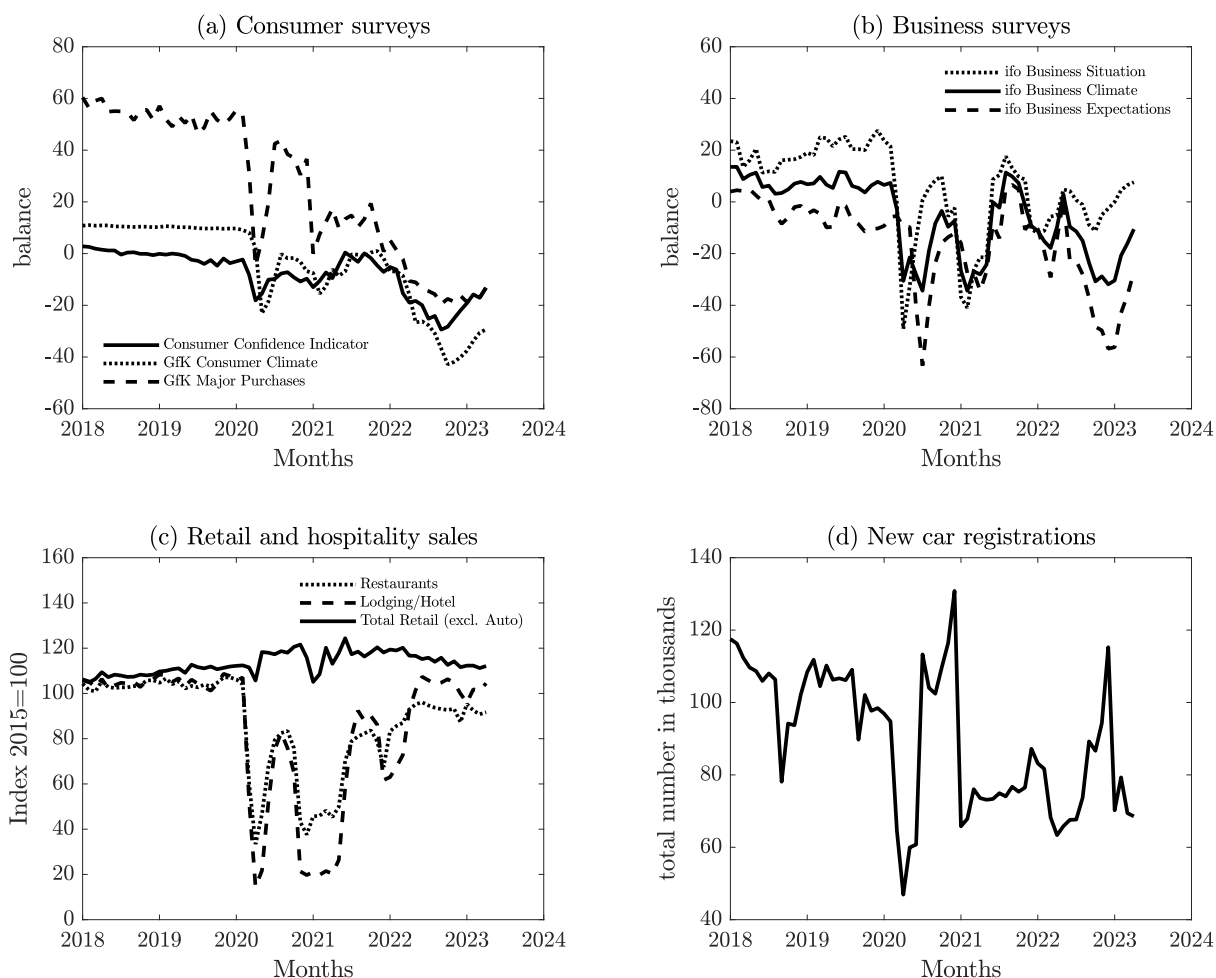 (a) Consumer surveys
80
60
40
20
0
-20
-40
-60
balance
Consumer Confidence Indicator
GfK Consumer Climate
GfK Major Purchases
2018 2019 2020 2021 2022 2023 2024
Months
(b) Business surveys
60
40
20
0
-20
-40
-60
-80
balance
ifo Business Situation
ifo Business Climate
ifo Business Expectations
2018 2019 2020 2021 2022 2023 2024
Months
(c) Retail and hospitality sales
160
140
120
100
80
60
40
20
0
Index 2015=100
Restaurants
Lodging/Hotel
Total Retail (excl. Auto)
2018 2019 2020 2021 2022 2023 2024
Months
(d) New car registrations
140
120
100
80
60
40
total number in thousands
2018 2019 2020 2021 2022 2023 2024
Months